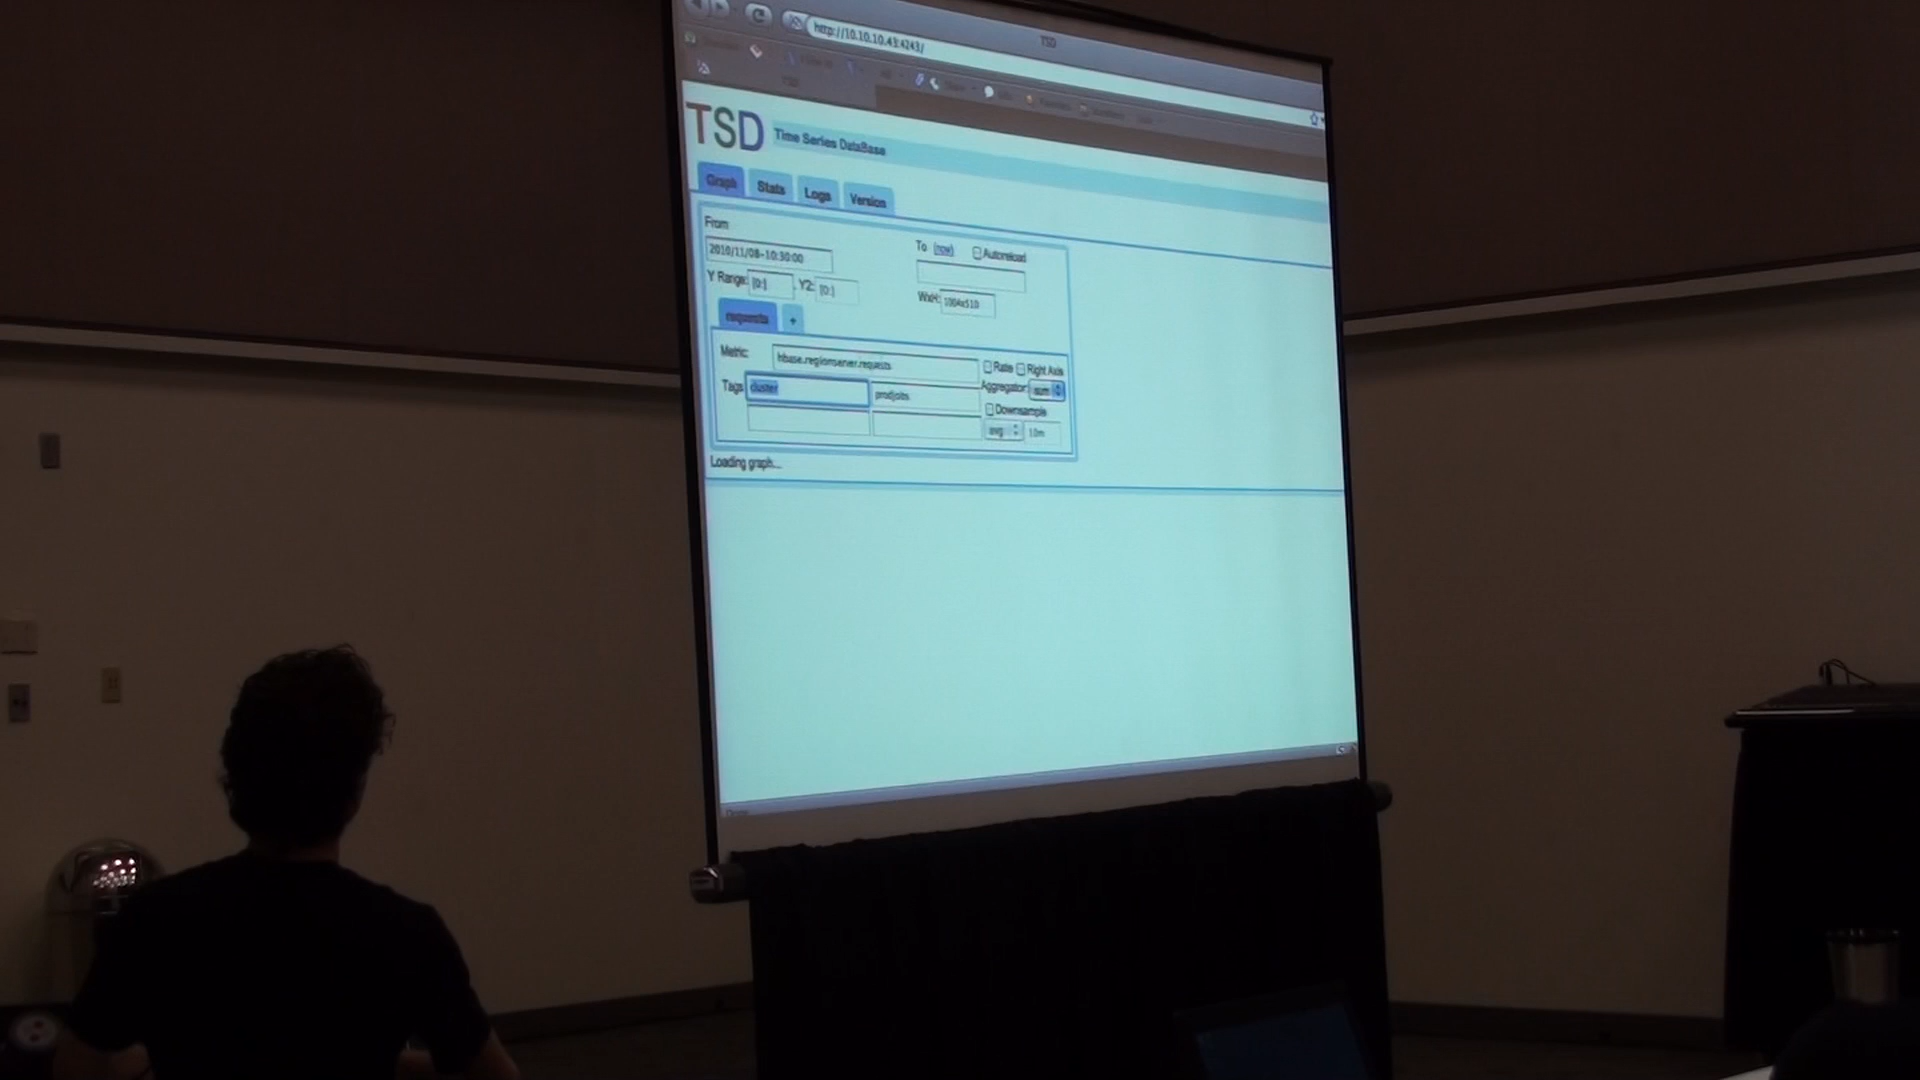 http://10.10.10.43:4243/
TSD
TSD
TSD Time Series DataBase
Graph Stats Logs Version
From
To (now) Autoreload
2010/11/08-10:30:00
Y Range: [0:] Y2: [0:]
WxH: 1004x510
requests +
Metric: hbase.regionserver.requests Rate Right Axis
Tags cluster prodjobs Aggregator: sum
Downsample
avg 10m
Loading graph...
Done